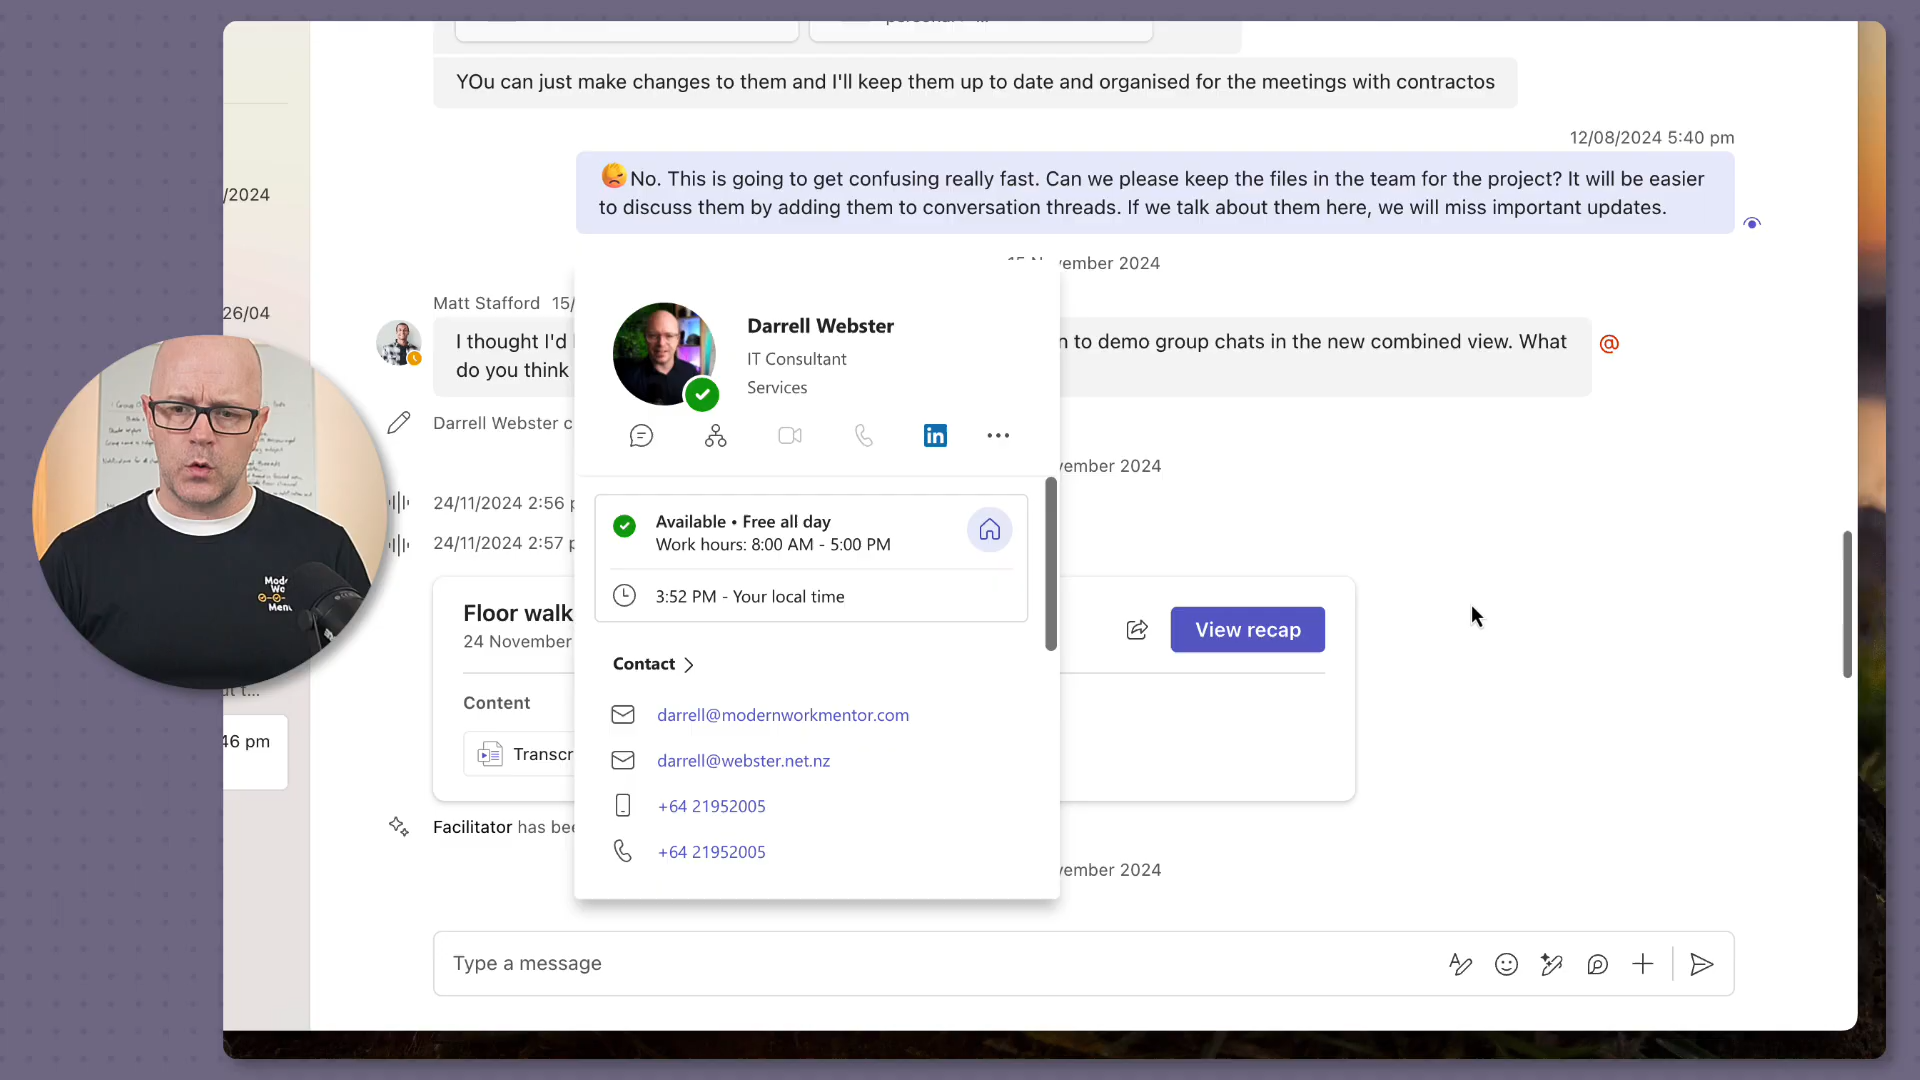 YOu can just make changes to them and I'll keep them up to date and organised for the meetings with contractos
12/08/2024 5:40 pm
No. This is going to get confusing really fast. Can we please keep the files in the team for the project? It will be easier
to discuss them by adding them to conversation threads. If we talk about them here, we will miss important updates.
/2024
15 November 2024
26/04
Matt Stafford 15/
I thought I'd
n to demo group chats in the new combined view. What
do you think
Darrell Webster
IT Consultant
Services
Darrell Webster c
vember 2024
24/11/2024 2:56 p
24/11/2024 2:57 p
Available • Free all day
Work hours: 8:00 AM - 5:00 PM
3:52 PM - Your local time
Floor walk
24 November
View recap
Content
Transcr
Contact
darrell@modernworkmentor.com
darrell@webster.net.nz
+64 21952005
+64 21952005
46 pm
Facilitator has bee
vember 2024
Type a message